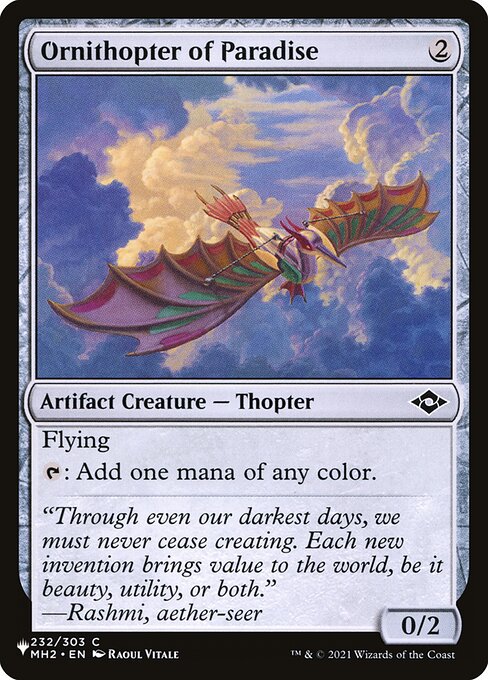 Ornithopter of Paradise 2
Artifact Creature — Thopter
Flying
: Add one mana of any color.
“Through even our darkest days, we
must never cease creating. Each new
invention brings value to the world, be it
beauty, utility, or both.”
—Rashmi, aether-seer
0/2
232/303 C
MH2 • EN Raoul Vitale
™ & © 2021 Wizards of the Coast